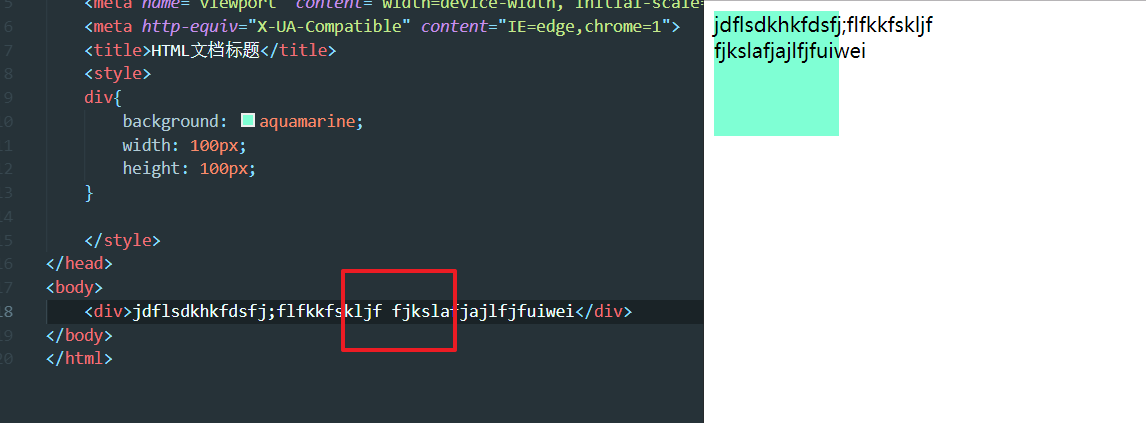 5 <meta name="viewport" content="width=device-width, initial-scale=
6 <meta http-equiv="X-UA-Compatible" content="IE=edge,chrome=1">
7 <title>HTML文档标题</title>
8 <style>
9 div{
10 background: aquamarine;
11 width: 100px;
12 height: 100px;
13 }
14
15 </style>
16 </head>
17 <body>
18 <div>jdflsdkhkfdsfj;flfkkfskljf fjkslafjajlfjfuiwei</div>
19 </body>
20 </html>
jdflsdkhkfdsfj;flfkkfskljf
fjkslafjajlfjfuiwei